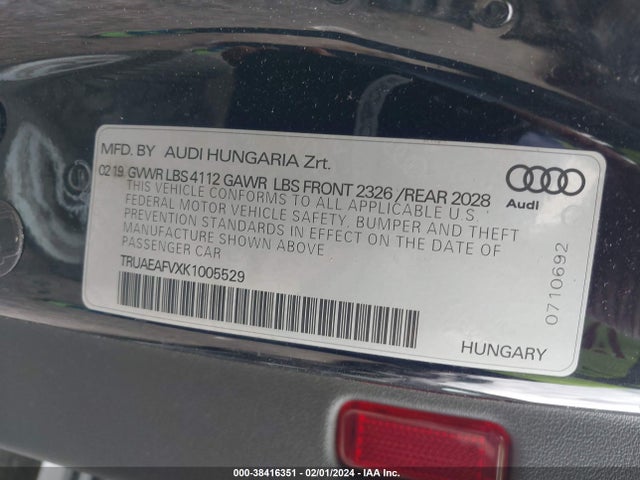 MFD.BY AUDI HUNGARIA Zrt.
02 19 GVWR LBS 4112 GAWR LBS FRONT 2326 /REAR 2028
THIS VEHICLE CONFORMS TO ALL APPLICABLE U.S.
FEDERAL MOTOR VEHICLE SAFETY, BUMPER AND THEFT
PREVENTION STANDARDS IN EFFECT ON THE DATE OF
MANUFACTURE SHOWN ABOVE
PASSENGER CAR
TRUAEAFVXK1005529
Audi
0710692
HUNGARY
000-38416351 - 02/01/2024 - IAA Inc.